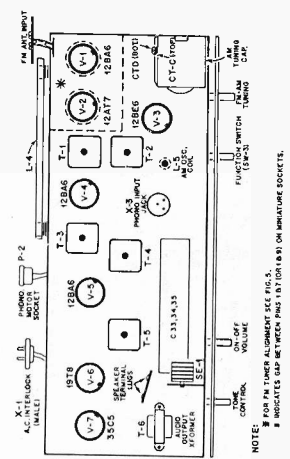 FM ANT. INPUT
L-4
P-2
PHONO
MOTOR
SOCKET
X-1
A.C. INTERLOCK
(MALE)
V-1
12BA6
V-2
12AT7
CTD (BOT)
CT-C (TOP)
AM
TUNING
CAP.
FM-AM
TUNING
T-1
T-2
12BE6
V-3
L-5
AM OSC.
COIL
FUNCTION SWITCH
(SW-3)
12BA6
V-4
X-3
PHONO INPUT
JACK
T-3
T-4
12BA6
V-5
T-5
C 33,34,35
19T8
V-6
SPEAKER
TERMINAL
LUGS
SE-1
ON-OFF
VOLUME
V-7
35C5
T-6
AUDIO
OUTPUT
XFORMER
TONE
CONTROL
NOTE:
※ FOR FM TUNER ALIGNMENT SEE FIG. 5.
# INDICATES GAP BETWEEN PINS 1 & 7 (OR 1 & 9) ON MINIATURE SOCKETS.